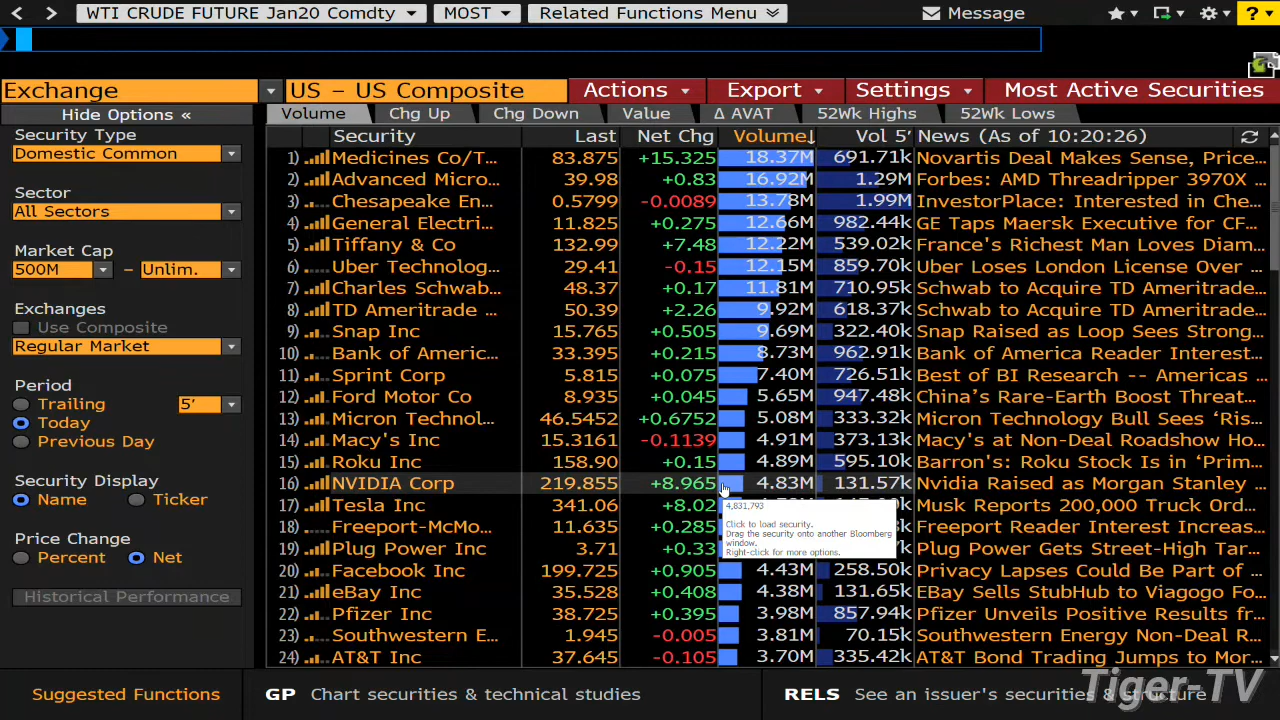 WTI CRUDE FUTURE Jan20 Comdty MOST Related Functions Menu Message ?
Exchange US - US Composite Actions Export Settings Most Active Securities
Hide Options « Volume Chg Up Chg Down Value Δ AVAT 52Wk Highs 52Wk Lows
Security Type
Domestic Common
Sector
All Sectors
Market Cap
500M - Unlim.
Exchanges
Use Composite
Regular Market
Period
Trailing 5'
Today
Previous Day
Security Display
Name Ticker
Price Change
Percent Net
Historical Performance
Security Last Net Chg Volume↓ Vol 5' News (As of 10:20:26)
1) Medicines Co/T... 83.875 +15.325 18.37M 691.71k Novartis Deal Makes Sense, Price...
2) Advanced Micro... 39.98 +0.83 16.92M 1.29M Forbes: AMD Threadripper 3970X ...
3) Chesapeake En... 0.5799 -0.0089 13.78M 1.99M InvestorPlace: Interested in Che...
4) General Electri... 11.825 +0.275 12.66M 982.44k GE Taps Maersk Executive for CF...
5) Tiffany & Co 132.99 +7.48 12.22M 539.02k France's Richest Man Loves Diam...
6) Uber Technolog... 29.41 -0.15 12.15M 859.70k Uber Loses London License Over ...
7) Charles Schwab... 48.37 +0.17 11.81M 710.95k Schwab to Acquire TD Ameritrade...
8) TD Ameritrade ... 50.39 +2.26 9.92M 618.37k Schwab to Acquire TD Ameritrade...
9) Snap Inc 15.765 +0.505 9.69M 322.40k Snap Raised as Loop Sees Strong...
10) Bank of Americ... 33.395 +0.215 8.73M 962.91k Bank of America Reader Interest...
11) Sprint Corp 5.815 +0.075 7.40M 726.51k Best of BI Research -- Americas ...
12) Ford Motor Co 8.935 +0.045 5.65M 947.48k China's Rare-Earth Boost Threat...
13) Micron Technol... 46.5452 +0.6752 5.08M 333.32k Micron Technology Bull Sees ‘Ris...
14) Macy's Inc 15.3161 -0.1139 4.91M 373.13k Macy's at Non-Deal Roadshow Ho...
15) Roku Inc 158.90 +0.15 4.89M 595.10k Barron's: Roku Stock Is in ‘Prim...
16) NVIDIA Corp 219.855 +8.965 4.83M 131.57k Nvidia Raised as Morgan Stanley ...
17) Tesla Inc 341.06 +8.02 Musk Reports 200,000 Truck Ord...
18) Freeport-McMo... 11.635 +0.285 Freeport Reader Interest Increas...
19) Plug Power Inc 3.71 +0.33 Plug Power Gets Street-High Tar...
20) Facebook Inc 199.725 +0.905 4.43M 258.50k Privacy Lapses Could Be Part of ...
21) eBay Inc 35.528 +0.408 4.38M 131.65k EBay Sells StubHub to Viagogo Fo...
22) Pfizer Inc 38.725 +0.395 3.98M 857.94k Pfizer Unveils Positive Results fr...
23) Southwestern E... 1.945 -0.005 3.81M 70.15k Southwestern Energy Non-Deal R...
24) AT&T Inc 37.645 -0.105 3.70M 335.42k AT&T Bond Trading Jumps to Mor...
4,831,793
Click to load security.
Drag the security onto another Bloomberg
window.
Right-click for more options.
Suggested Functions GP Chart securities & technical studies RELS See an issuer's securities & structure
Tiger-TV